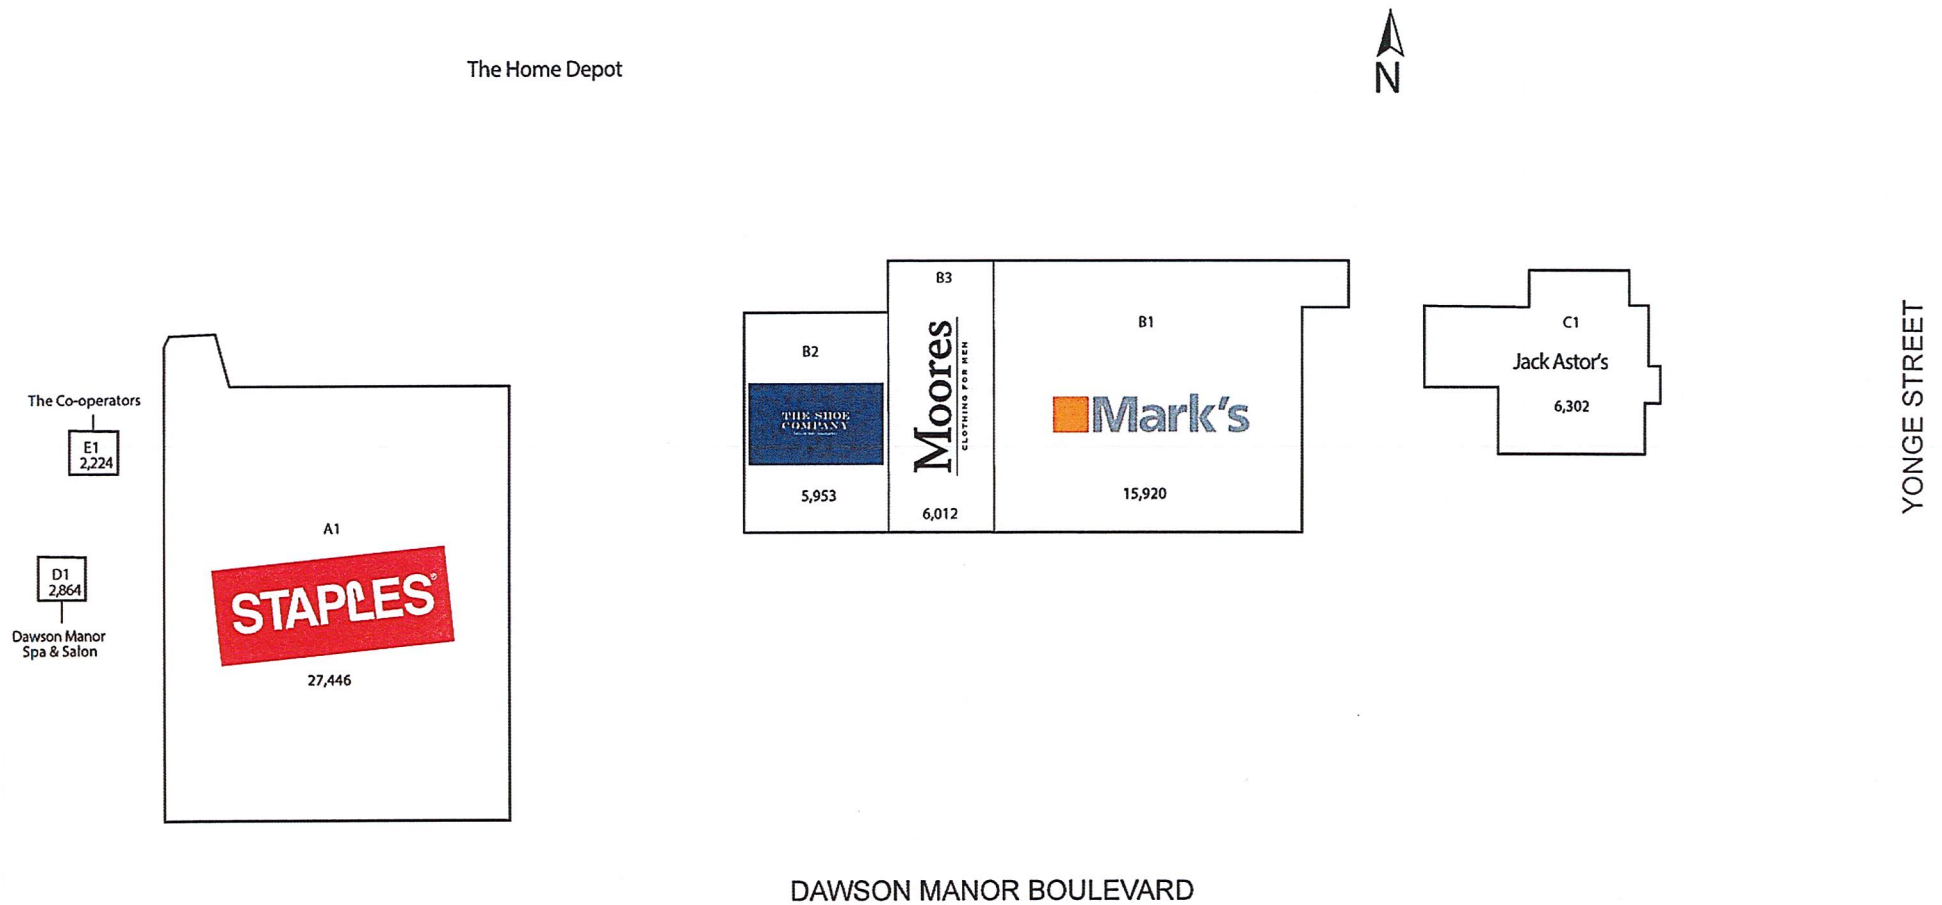 The Home Depot
N
B3
B1
C1
Jack Astor's
6,302
B2
THE SHOE
COMPANY
5,953
Moores
CLOTHING FOR MEN
6,012
Mark's
15,920
YONGE STREET
The Co-operators
E1
2,224
D1
2,864
Dawson Manor
Spa & Salon
A1
STAPLES®
27,446
DAWSON MANOR BOULEVARD